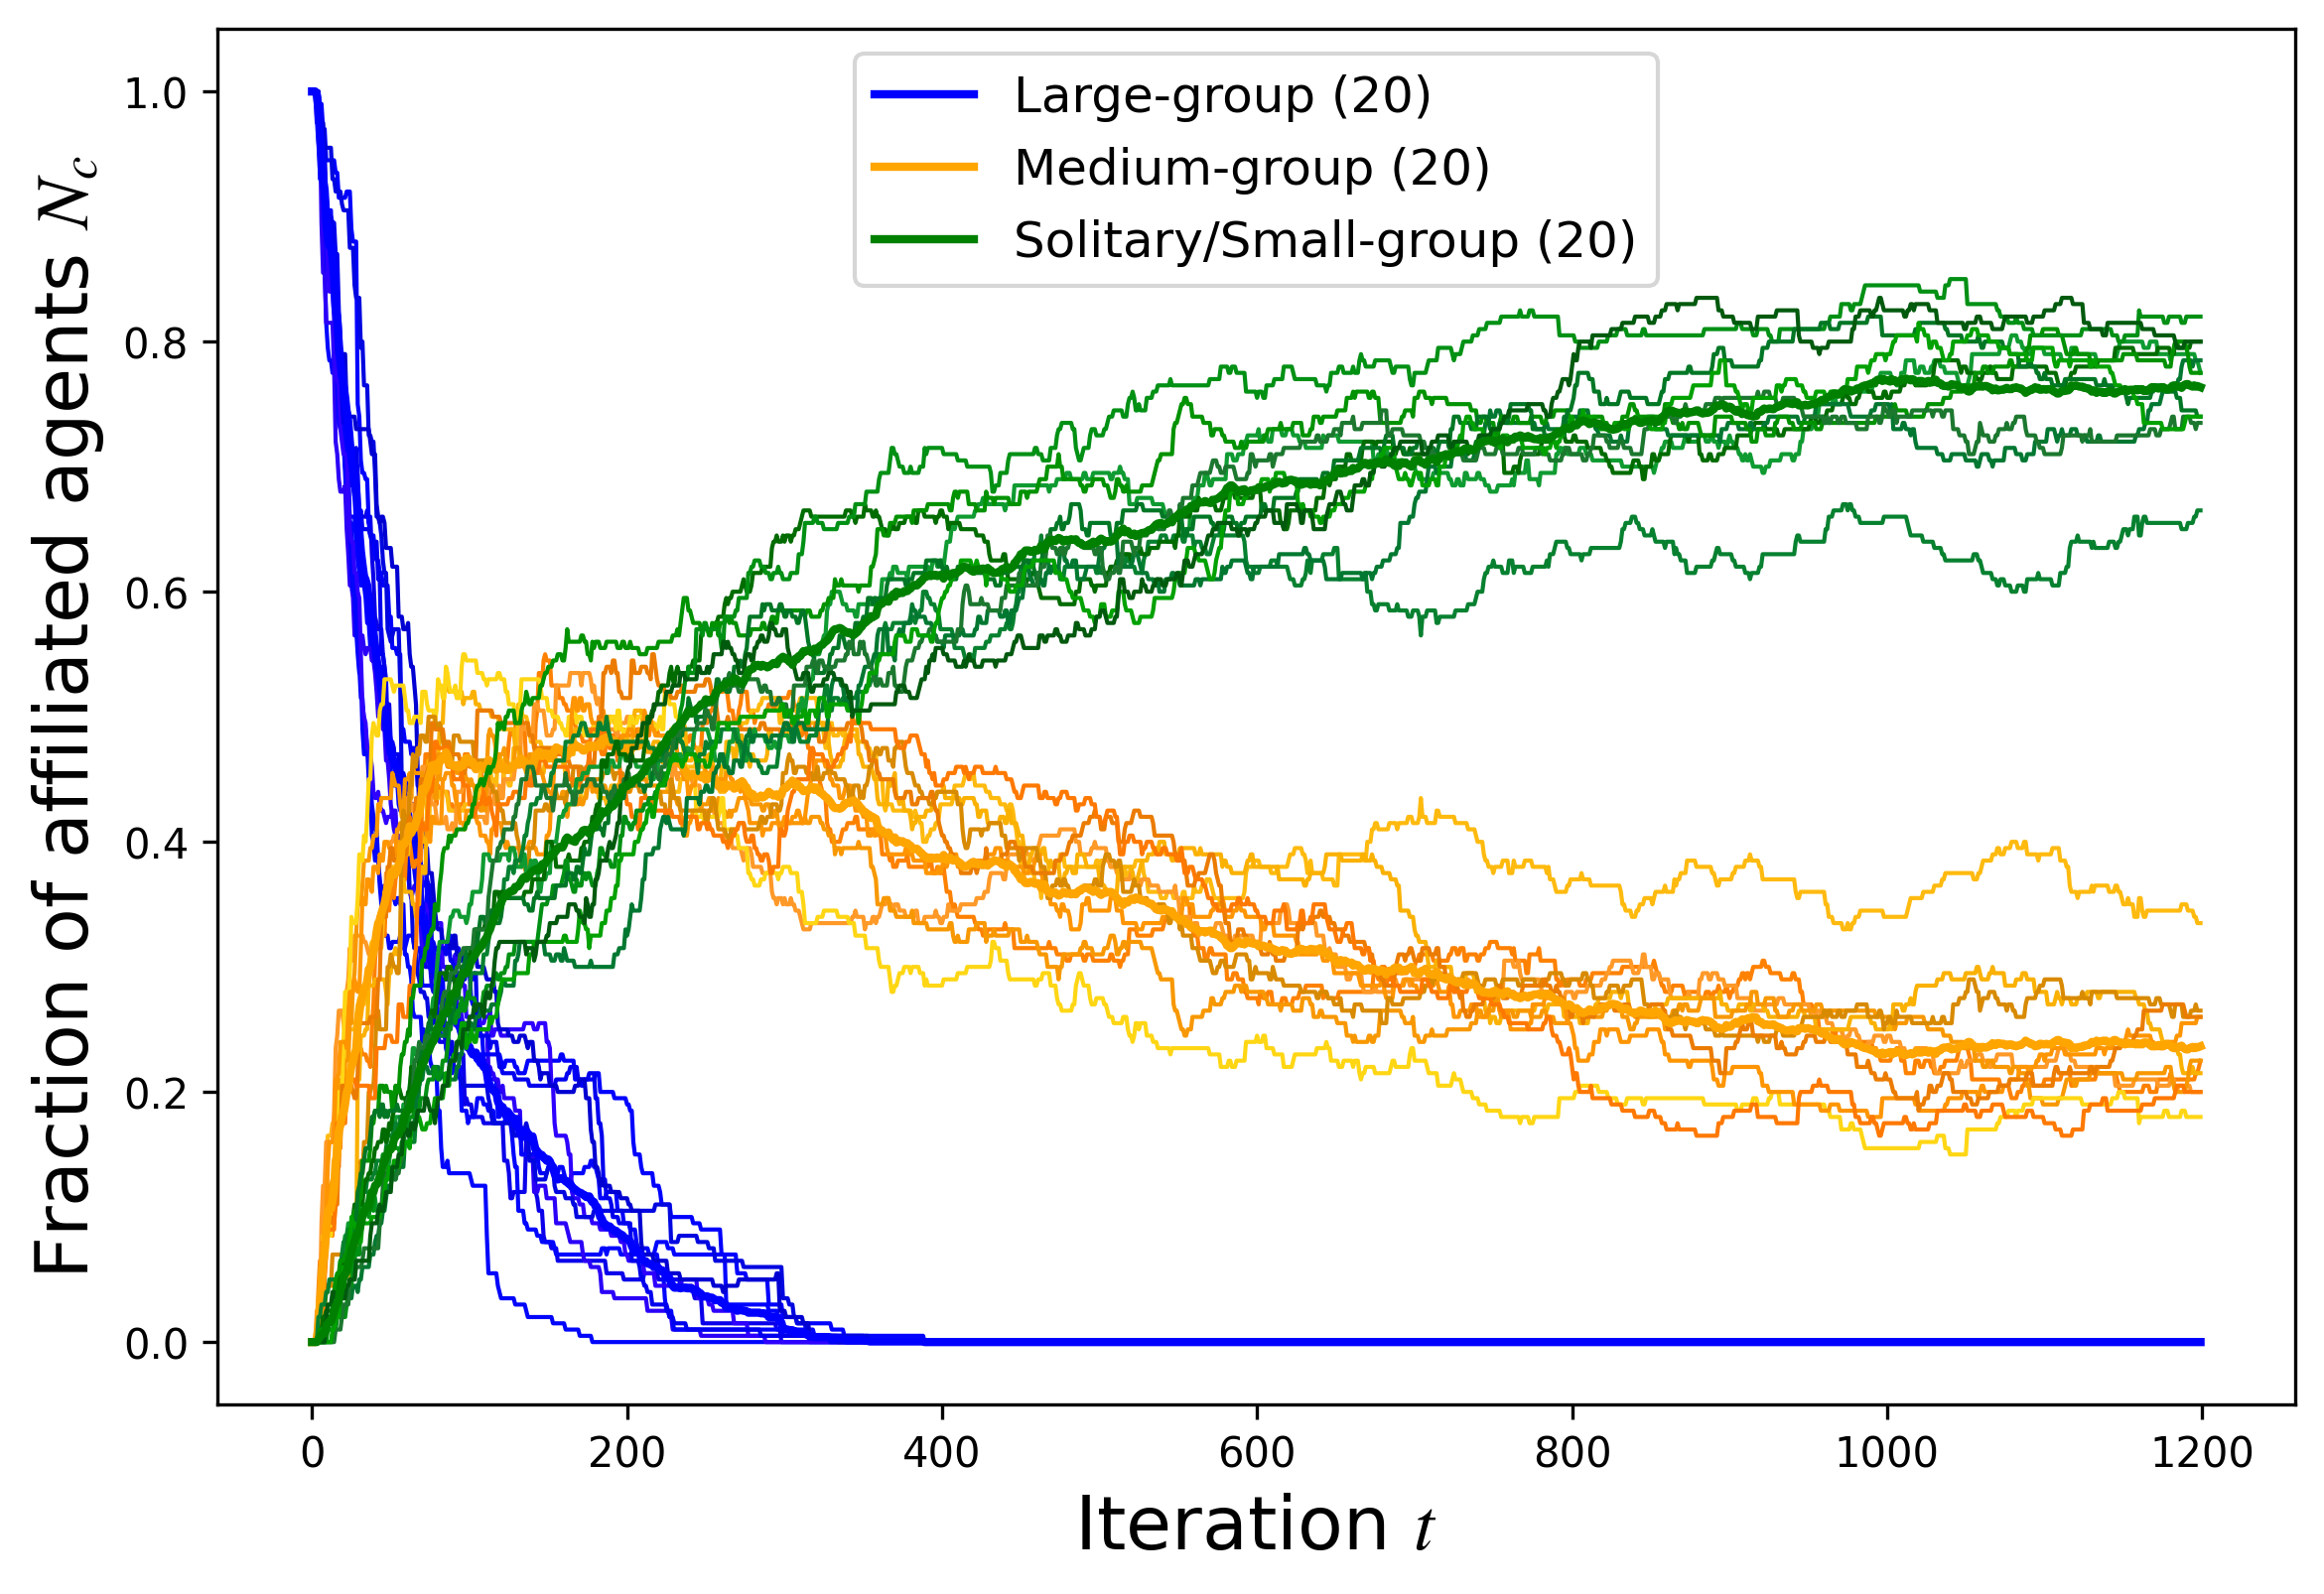 Large-group (20)
Medium-group (20)
Solitary/Small-group (20)
Fraction of affiliated agents N_c
1.0
0.8
0.6
0.4
0.2
0.0
0 200 400 600 800 1000 1200
Iteration t